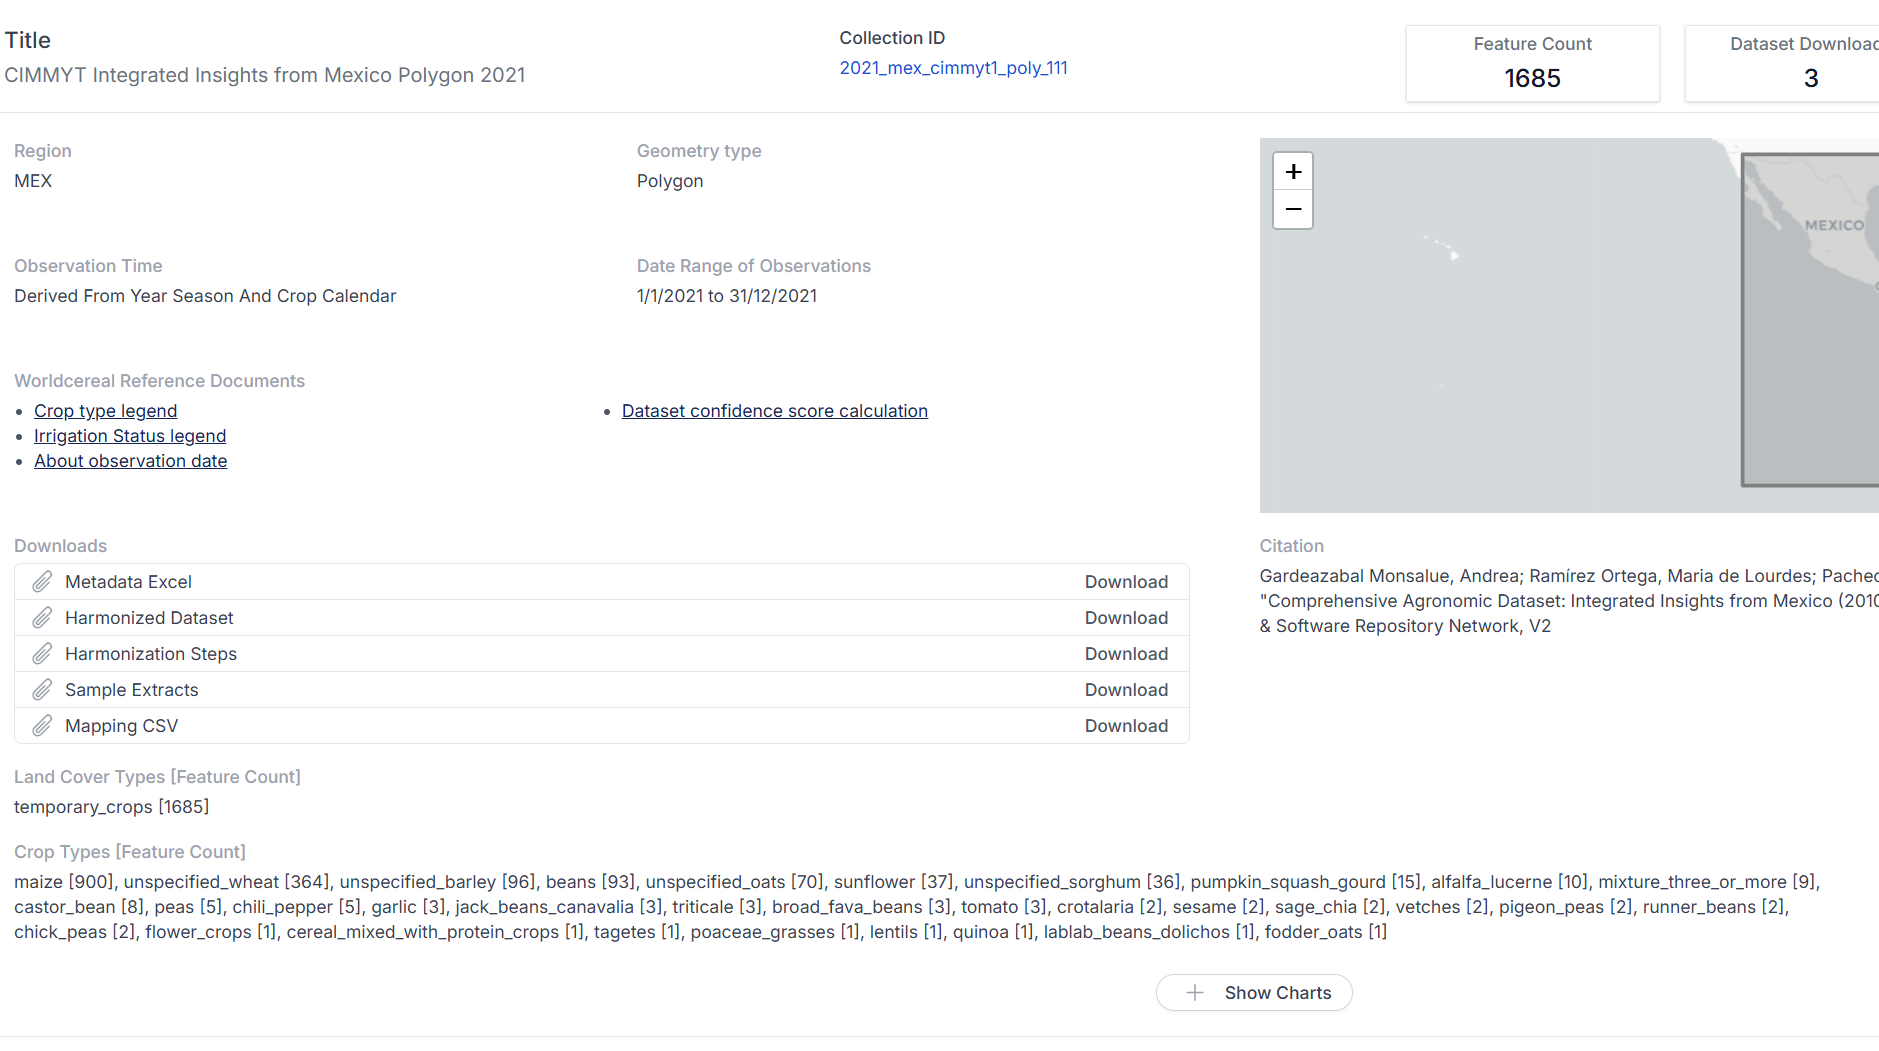 Title
CIMMYT Integrated Insights from Mexico Polygon 2021
Collection ID
2021_mex_cimmyt1_poly_111
Feature Count
1685
Dataset
3
Region
MEX
Geometry type
Polygon
Observation Time
Derived From Year Season And Crop Calendar
Date Range of Observations
1/1/2021 to 31/12/2021
+
−
MEXICO
Worldcereal Reference Documents
• Crop type legend
• Irrigation Status legend
• About observation date
• Dataset confidence score calculation
Downloads
Metadata Excel Download
Harmonized Dataset Download
Harmonization Steps Download
Sample Extracts Download
Mapping CSV Download
Citation
Gardeazabal Monsalue, Andrea; Ramírez Ortega, Maria de Lourdes;
"Comprehensive Agronomic Dataset: Integrated Insights from Mexico
& Software Repository Network, V2
Land Cover Types [Feature Count]
temporary_crops [1685]
Crop Types [Feature Count]
maize [900], unspecified_wheat [364], unspecified_barley [96], beans [93], unspecified_oats [70], sunflower [37], unspecified_sorghum [36], pumpkin_squash_gourd [15], alfalfa_lucerne [10], mixture_three_or_more [9],
castor_bean [8], peas [5], chili_pepper [5], garlic [3], jack_beans_canavalia [3], triticale [3], broad_fava_beans [3], tomato [3], crotalaria [2], sesame [2], sage_chia [2], vetches [2], pigeon_peas [2], runner_beans [2],
chick_peas [2], flower_crops [1], cereal_mixed_with_protein_crops [1], tagetes [1], poaceae_grasses [1], lentils [1], quinoa [1], lablab_beans_dolichos [1], fodder_oats [1]
+ Show Charts